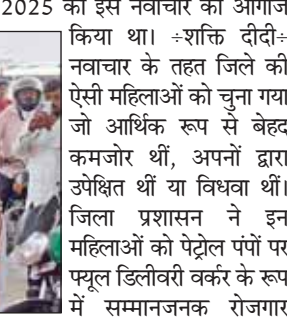 2025 को इस नवाचार का आगाज
किया था। ÷शक्ति दीदी÷
नवाचार के तहत जिले की
ऐसी महिलाओं को चुना गया
जो आर्थिक रूप से बेहद
कमजोर थीं, अपनों द्वारा
उपेक्षित थीं या विधवा थीं।
जिला प्रशासन ने इन
महिलाओं को पेट्रोल पंपों पर
फ्यूल डिलीवरी वर्कर के रूप
में सम्मानजनक रोजगार